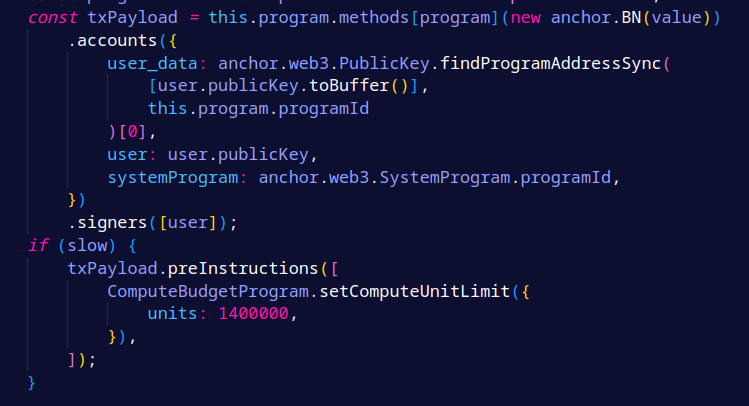 const txPayload = this.program.methods[program](new anchor.BN(value))
    .accounts({
        user_data: anchor.web3.PublicKey.findProgramAddressSync(
            [user.publicKey.toBuffer()],
            this.program.programId
        )[0],
        user: user.publicKey,
        systemProgram: anchor.web3.SystemProgram.programId,
    })
    .signers([user]);
if (slow) {
    txPayload.preInstructions([
        ComputeBudgetProgram.setComputeUnitLimit({
            units: 1400000,
        }),
    ]);
}